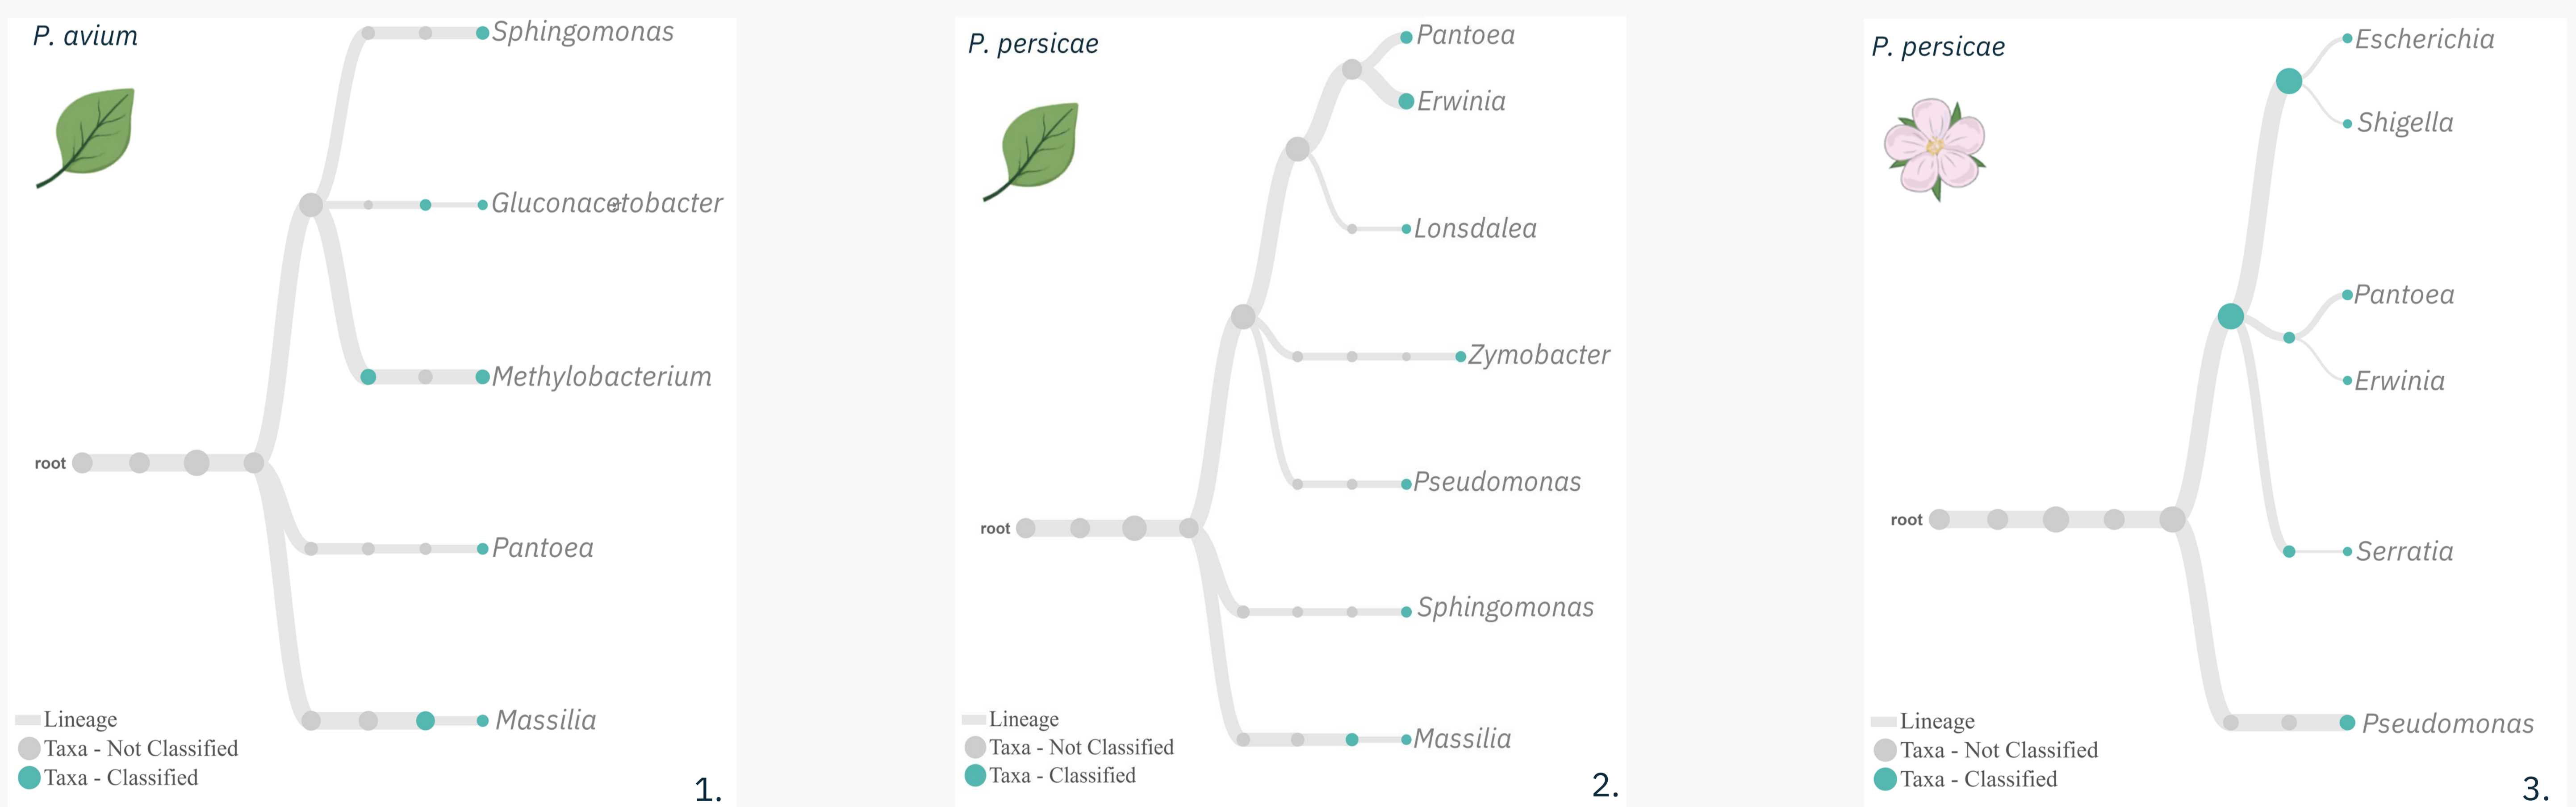 P. avium
Sphingomonas
Gluconacetobacter
Methylobacterium
root
Pantoea
Massilia
Lineage
Taxa - Not Classified
Taxa - Classified
1.
P. persicae
Pantoea
Erwinia
Lonsdalea
Zymobacter
Pseudomonas
root
Sphingomonas
Massilia
Lineage
Taxa - Not Classified
Taxa - Classified
2.
P. persicae
Escherichia
Shigella
Pantoea
Erwinia
root
Serratia
Pseudomonas
Lineage
Taxa - Not Classified
Taxa - Classified
3.